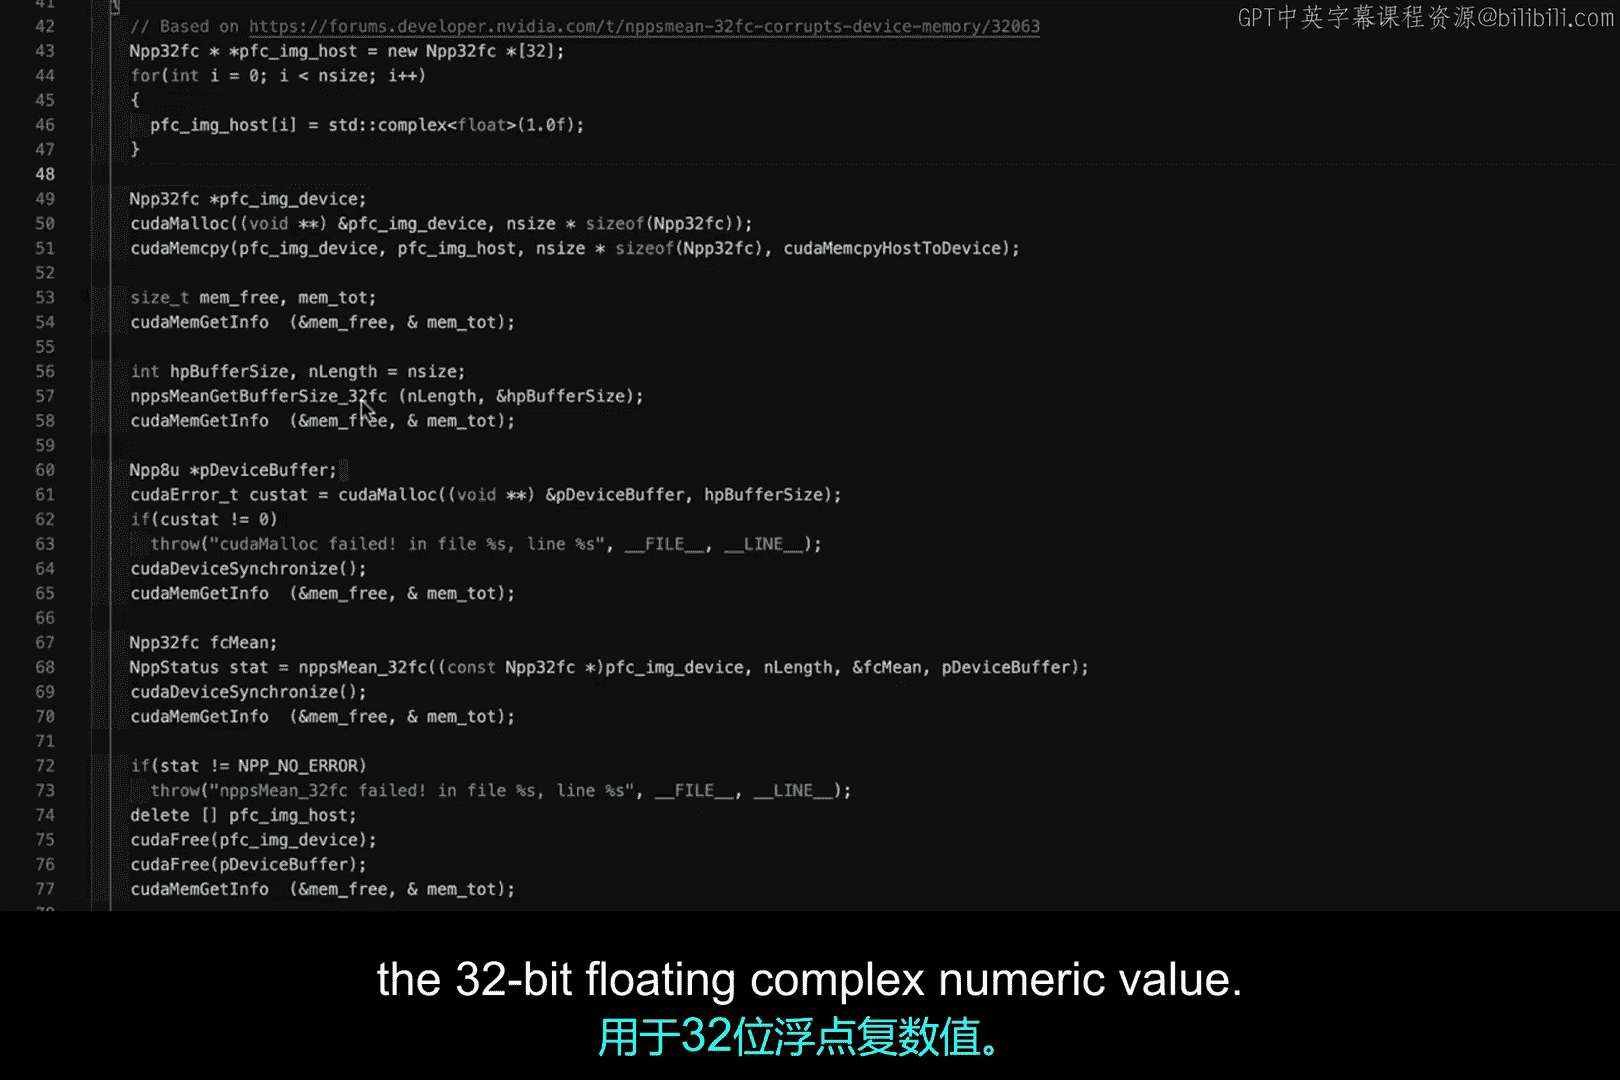 GPT中英字幕课程资源@bilibili.com
41 {
42 // Based on https://forums.developer.nvidia.com/t/nppsmean-32fc-corrupts-device-memory/32063
43 Npp32fc * *pfc_img_host = new Npp32fc *[32];
44 for(int i = 0; i < nsize; i++)
45 {
46 pfc_img_host[i] = std::complex<float>(1.0f);
47 }
48
49 Npp32fc *pfc_img_device;
50 cudaMalloc((void **) &pfc_img_device, nsize * sizeof(Npp32fc));
51 cudaMemcpy(pfc_img_device, pfc_img_host, nsize * sizeof(Npp32fc), cudaMemcpyHostToDevice);
52
53 size_t mem_free, mem_tot;
54 cudaMemGetInfo  (&mem_free, & mem_tot);
55
56 int hpBufferSize, nLength = nsize;
57 nppsMeanGetBufferSize_32fc (nLength, &hpBufferSize);
58 cudaMemGetInfo  (&mem_free, & mem_tot);
59
60 Npp8u *pDeviceBuffer;
61 cudaError_t custat = cudaMalloc((void **) &pDeviceBuffer, hpBufferSize);
62 if(custat != 0)
63 throw("cudaMalloc failed! in file %s, line %s", __FILE__, __LINE__);
64 cudaDeviceSynchronize();
65 cudaMemGetInfo  (&mem_free, & mem_tot);
66
67 Npp32fc fcMean;
68 NppStatus stat = nppsMean_32fc((const Npp32fc *)pfc_img_device, nLength, &fcMean, pDeviceBuffer);
69 cudaDeviceSynchronize();
70 cudaMemGetInfo  (&mem_free, & mem_tot);
71
72 if(stat != NPP_NO_ERROR)
73 throw("nppsMean_32fc failed! in file %s, line %s", __FILE__, __LINE__);
74 delete [] pfc_img_host;
75 cudaFree(pfc_img_device);
76 cudaFree(pDeviceBuffer);
77 cudaMemGetInfo  (&mem_free, & mem_tot);
the 32-bit floating complex numeric value.
用于32位浮点复数值。